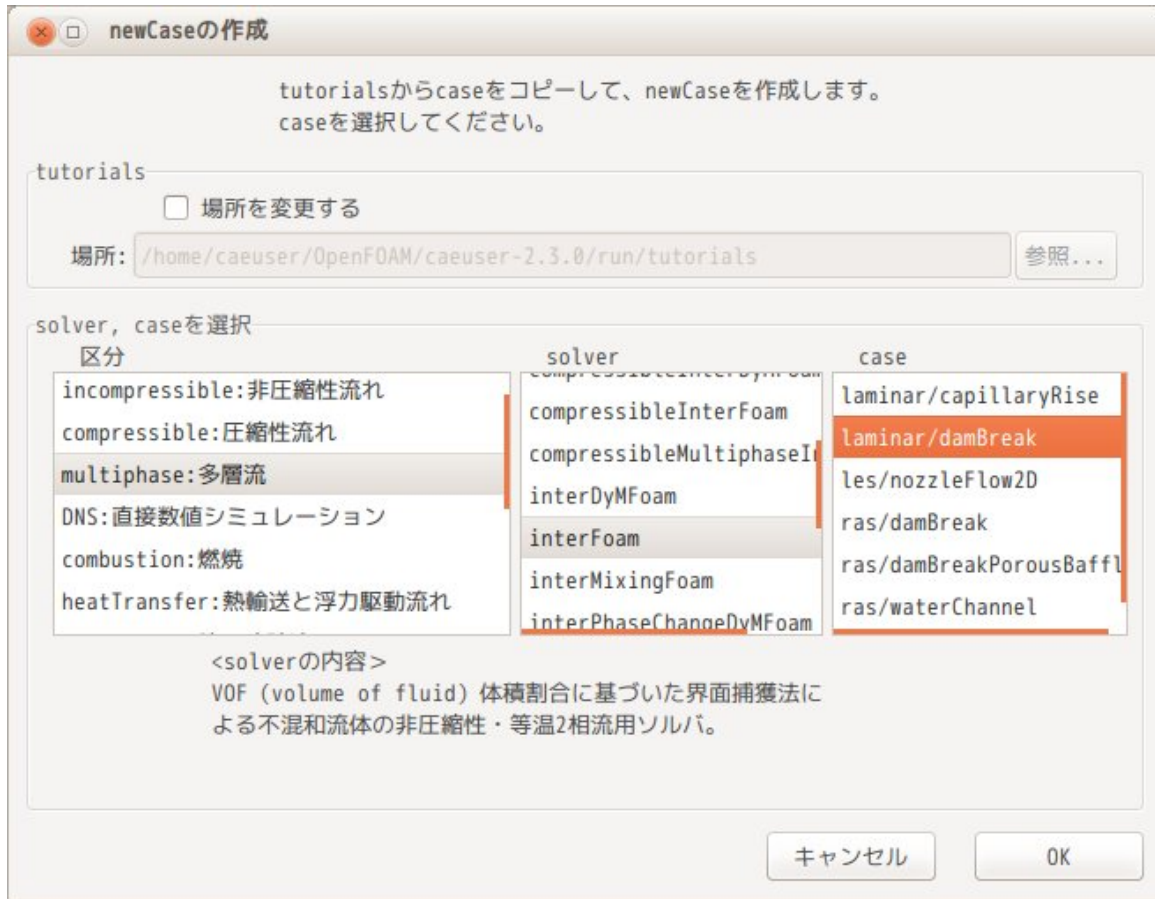 newCaseの作成
tutorialsからcaseをコピーして、newCaseを作成します。
caseを選択してください。
tutorials
場所を変更する
場所: /home/caeuser/OpenFOAM/caeuser-2.3.0/run/tutorials 参照...
solver, caseを選択
区分 solver case
incompressible:非圧縮性流れ
compressible:圧縮性流れ
multiphase:多層流
DNS:直接数値シミュレーション
combustion:燃焼
heatTransfer:熱輸送と浮力駆動流れ
compressibleInterFoam
compressibleMultiphaseI
interDyMFoam
interFoam
interMixingFoam
interPhaseChangeDyMFoam
laminar/capillaryRise
laminar/damBreak
les/nozzleFlow2D
ras/damBreak
ras/damBreakPorousBaffl
ras/waterChannel
<solverの内容>
VOF (volume of fluid) 体積割合に基づいた界面捕獲法に
よる不混和流体の非圧縮性・等温2相流用ソルバ。
キャンセル OK